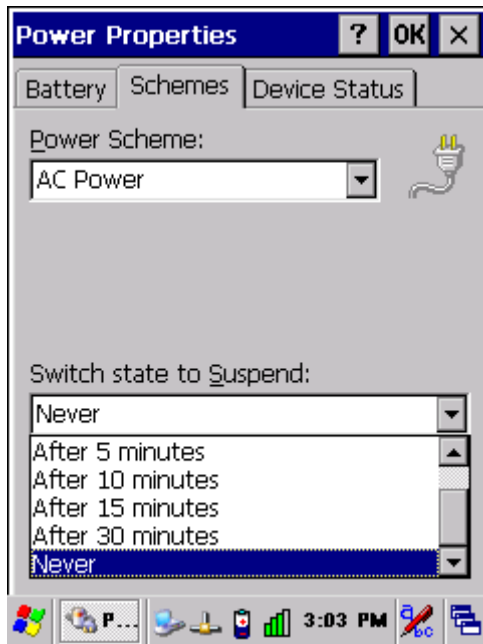 Power Properties ? OK ×
Battery Schemes Device Status
Power Scheme:
AC Power
Switch state to Suspend:
Never
After 5 minutes
After 10 minutes
After 15 minutes
After 30 minutes
Never
P... 3:03 PM abc